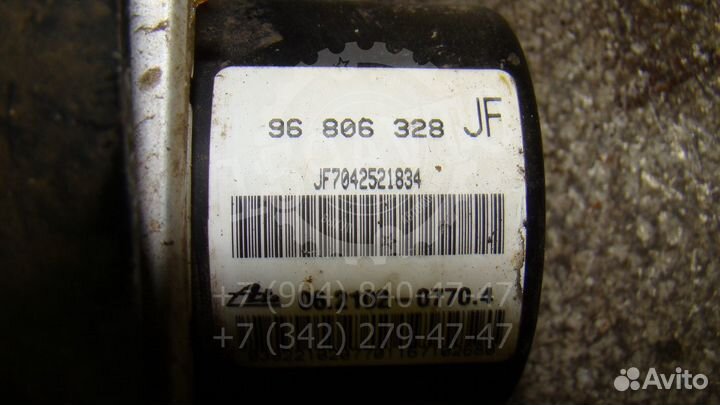 96 806 328 JF
JF7042521834
+7 (904) 840-47-47
+7 (342) 279-47-47
Avito